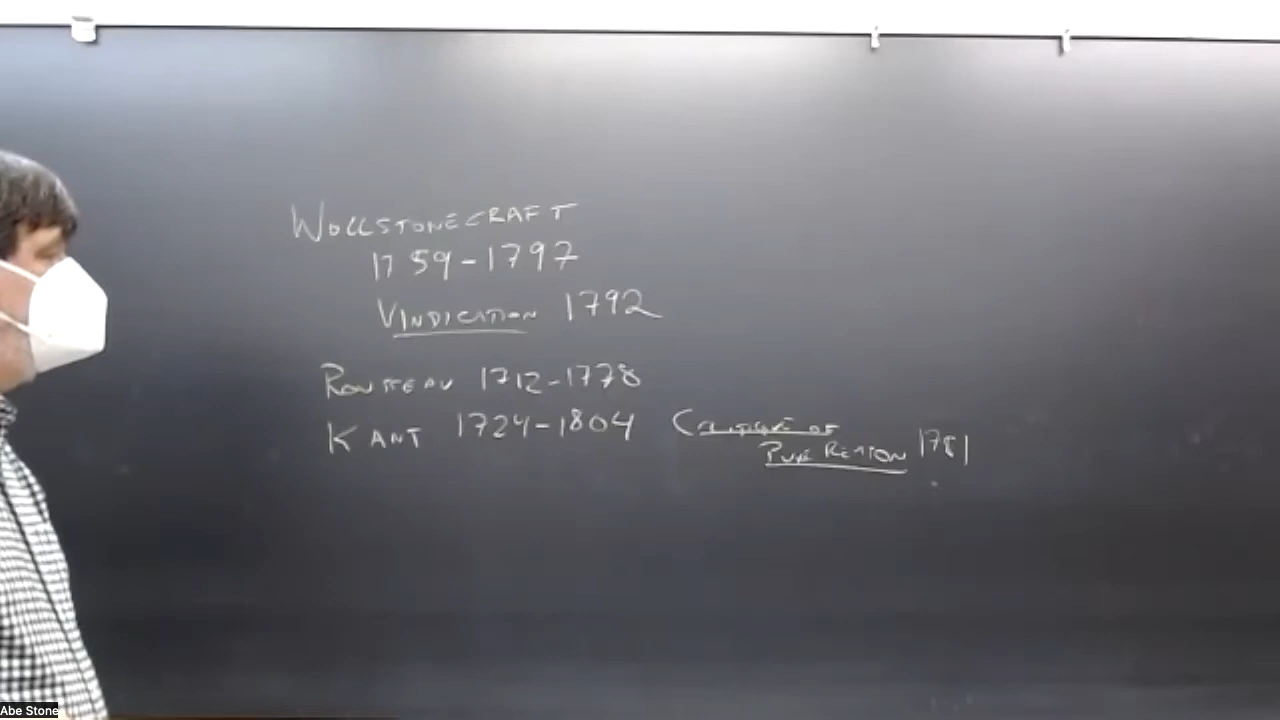 WOLLSTONECRAFT
1759-1797
VINDICATION 1792
ROUSSEAU 1712-1778
KANT 1724-1804 CRITIQUE OF
PURE REASON 1781
Abe Stone